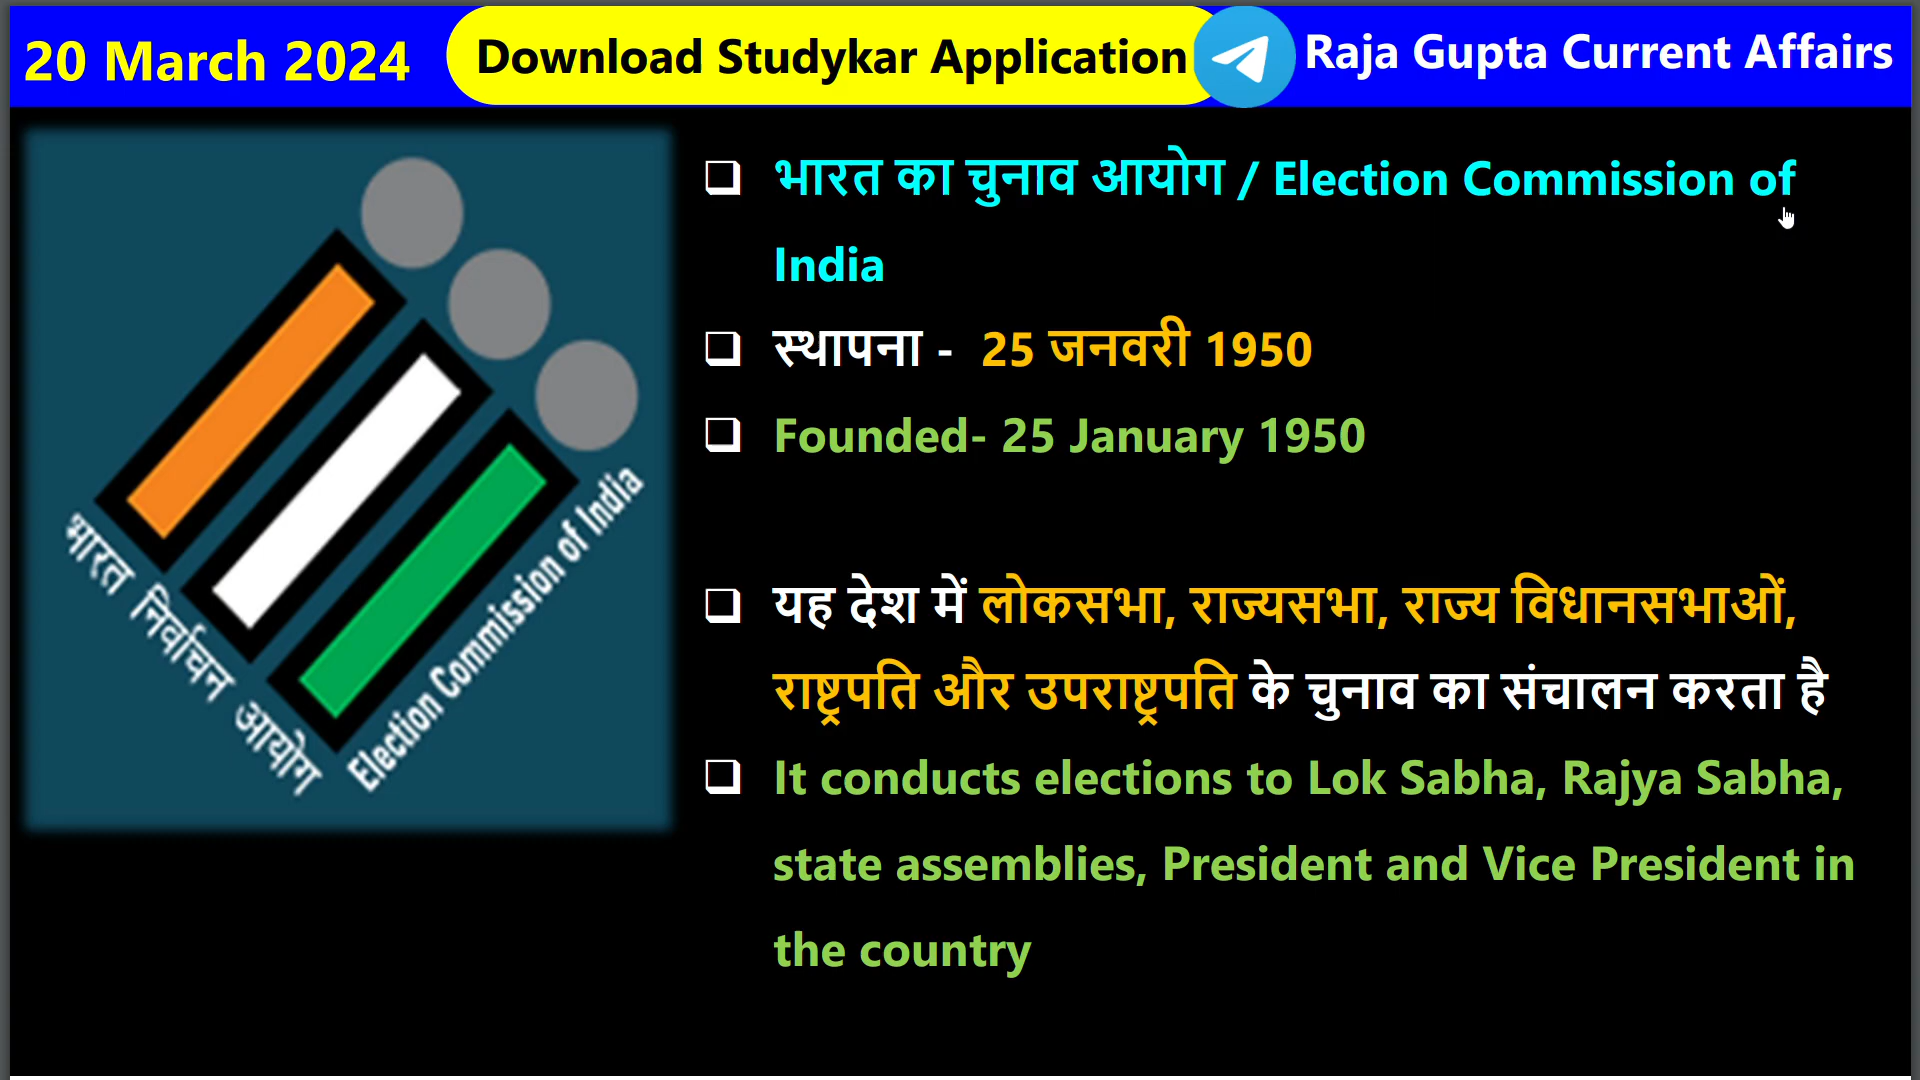 20 March 2024
Download Studykar Application
Raja Gupta Current Affairs
भारत निर्वाचन आयोग
Election Commission of India
❑ भारत का चुनाव आयोग / Election Commission of
India
❑ स्थापना - 25 जनवरी 1950
❑ Founded- 25 January 1950
❑ यह देश में लोकसभा, राज्यसभा, राज्य विधानसभाओं,
राष्ट्रपति और उपराष्ट्रपति के चुनाव का संचालन करता है
❑ It conducts elections to Lok Sabha, Rajya Sabha,
state assemblies, President and Vice President in
the country